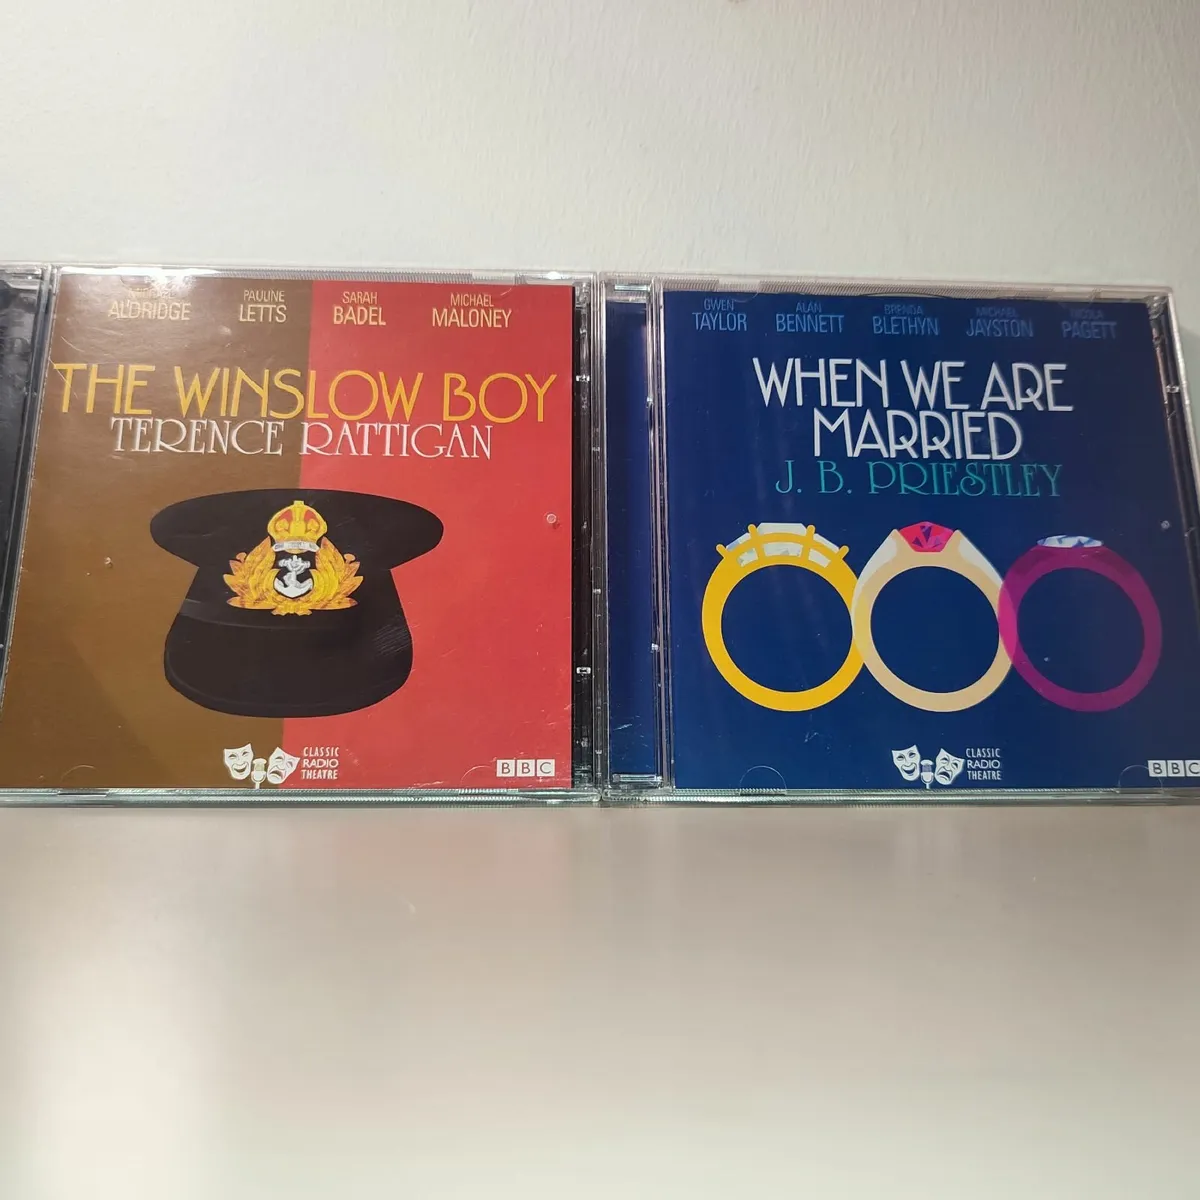 ALDRIDGE
PAULINE
LETTS
SARAH
BADEL
MICHAEL
MALONEY
THE WINSLOW BOY
TERENCE RATTIGAN
CLASSIC
RADIO
THEATRE
BBC
GWEN
TAYLOR
ALAN
BENNETT
BRENDA
BLETHYN
MICHAEL
JAYSTON
NICOLA
PAGETT
WHEN WE ARE
MARRIED
J. B. PRIESTLEY
CLASSIC
RADIO
THEATRE
BBC